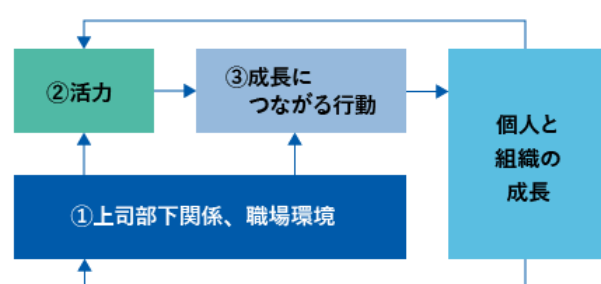 ②活力
③成長に
つながる行動
個人と
組織の
成長
①上司部下関係、職場環境